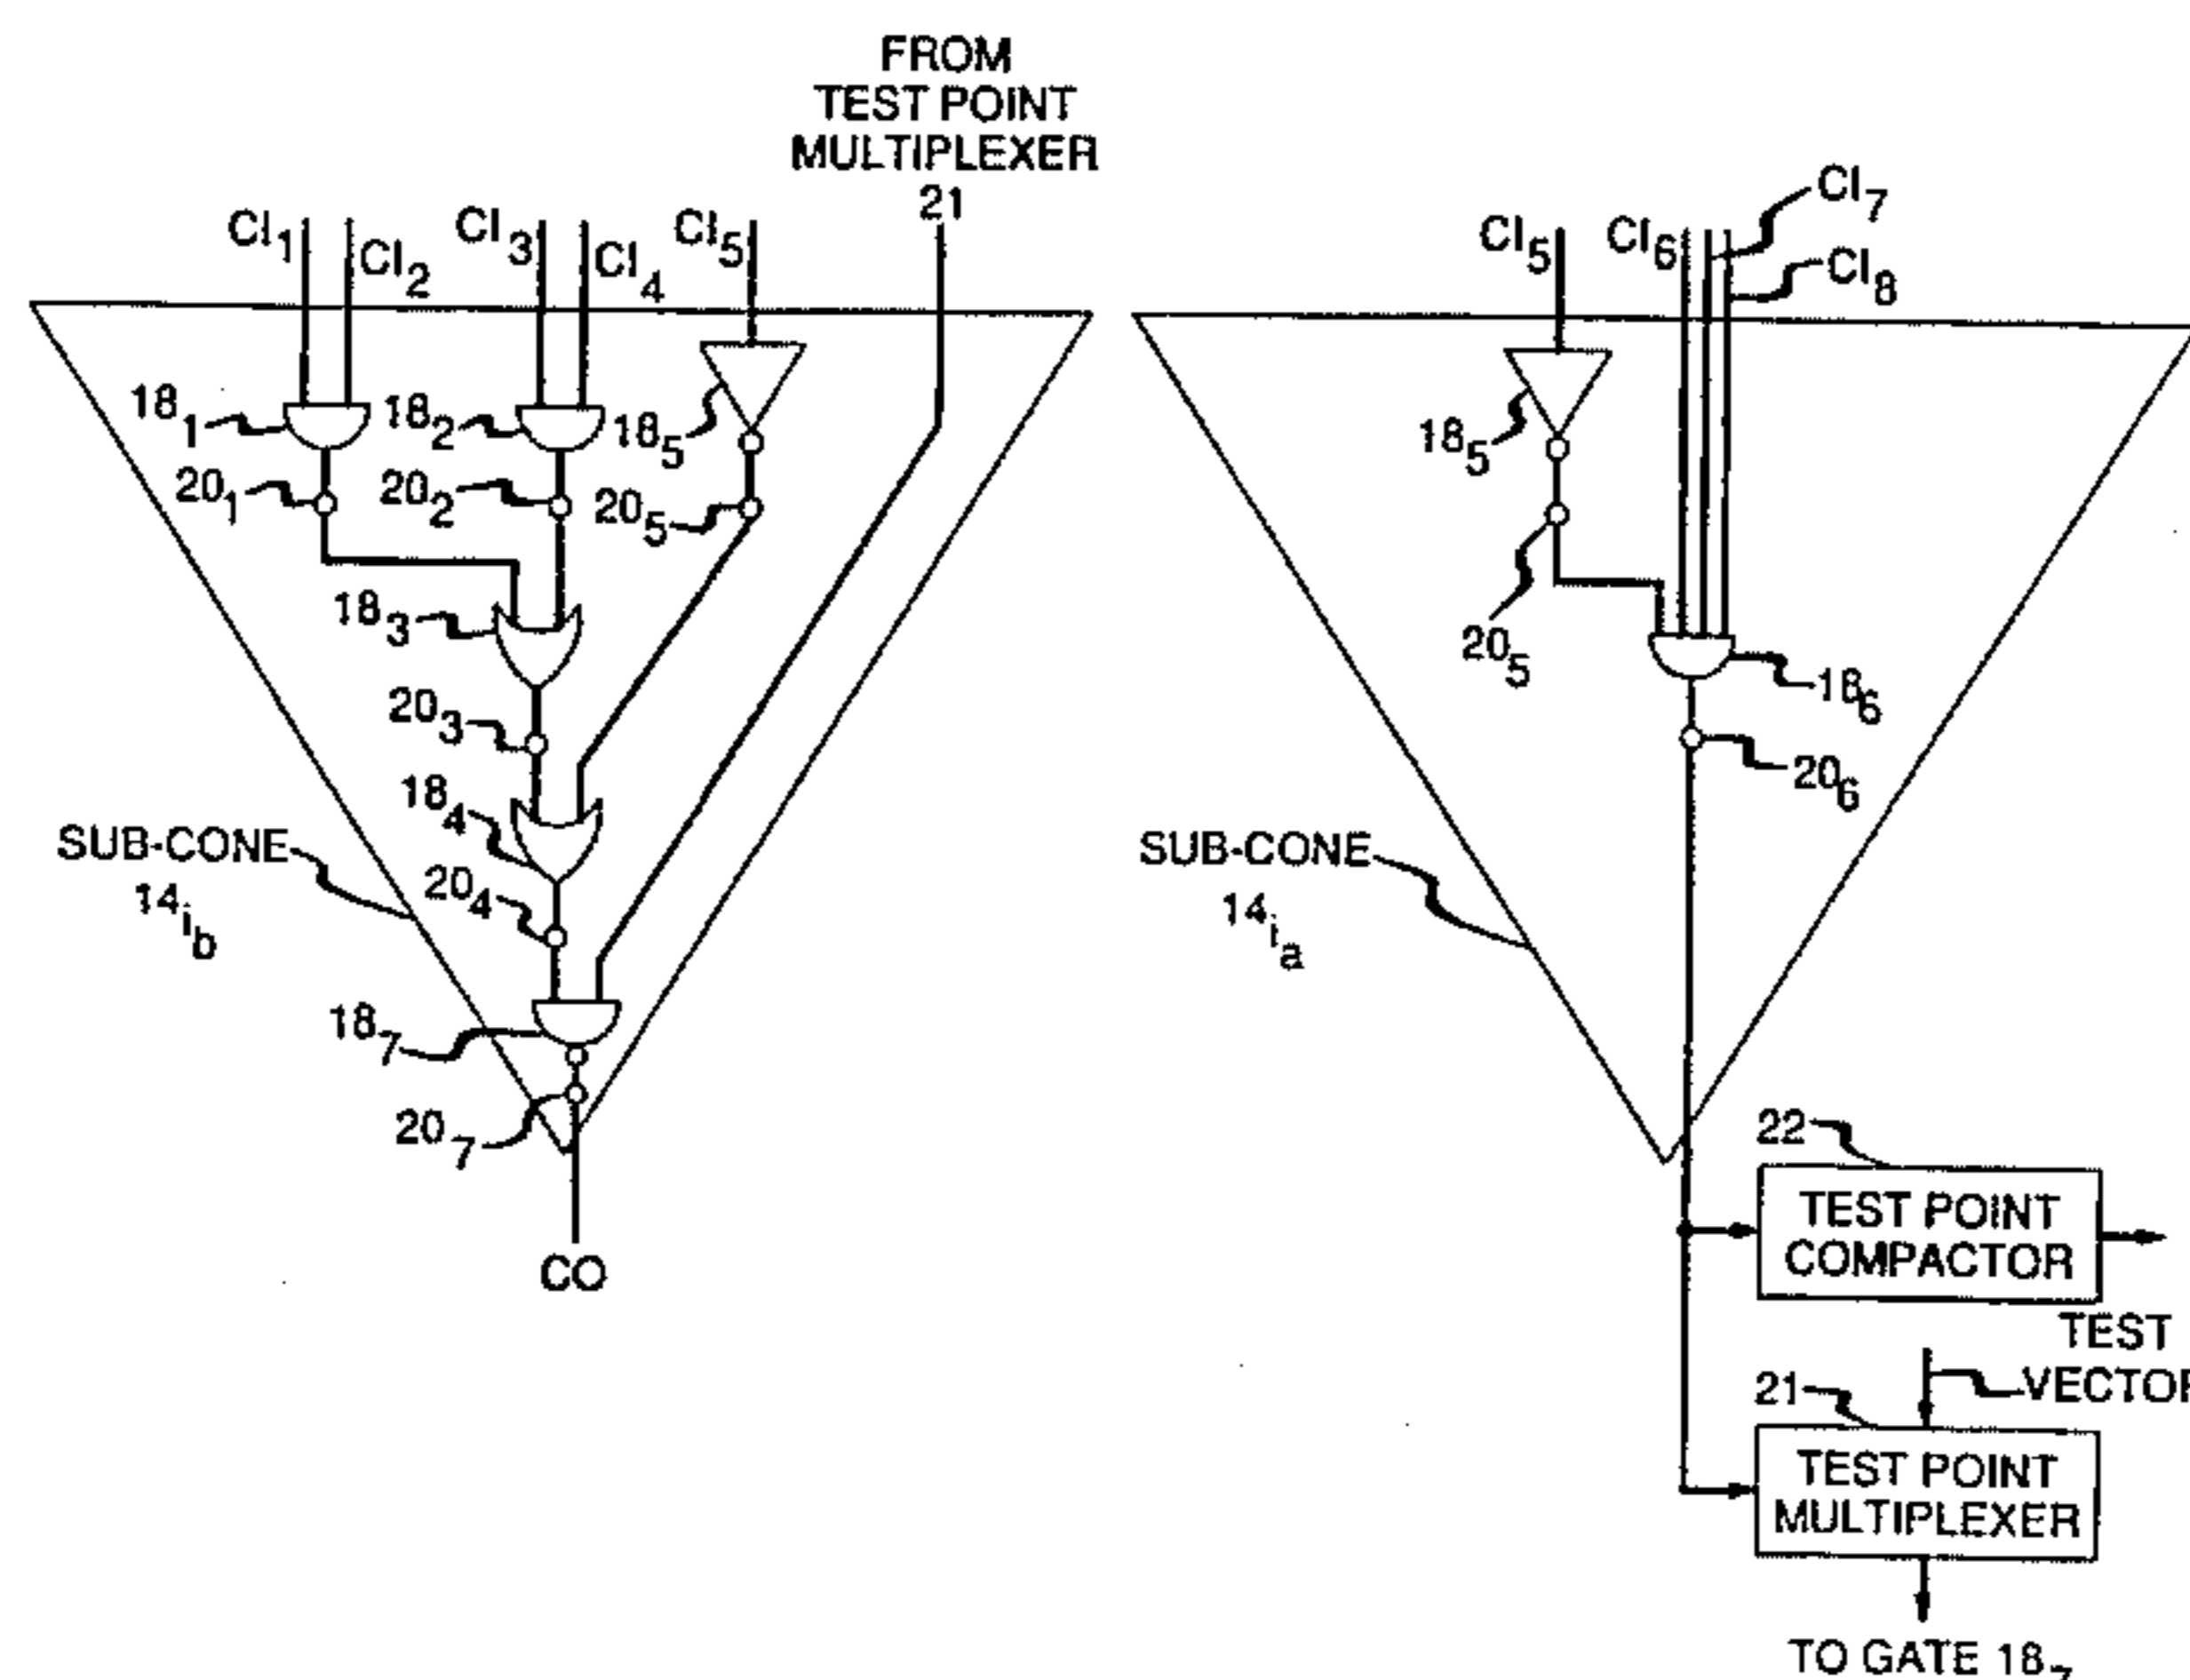 FROM
TEST POINT
MULTIPLEXER
21
CI1
CI2
CI3
CI4
CI5
181
182
185
201
202
205
183
203
184
204
SUB-CONE
14ib
187
207
CO
CI5
CI6
CI7
CI8
185
205
186
206
SUB-CONE
14ia
22
TEST POINT
COMPACTOR
TEST
VECTOR
21
TEST POINT
MULTIPLEXER
TO GATE 187